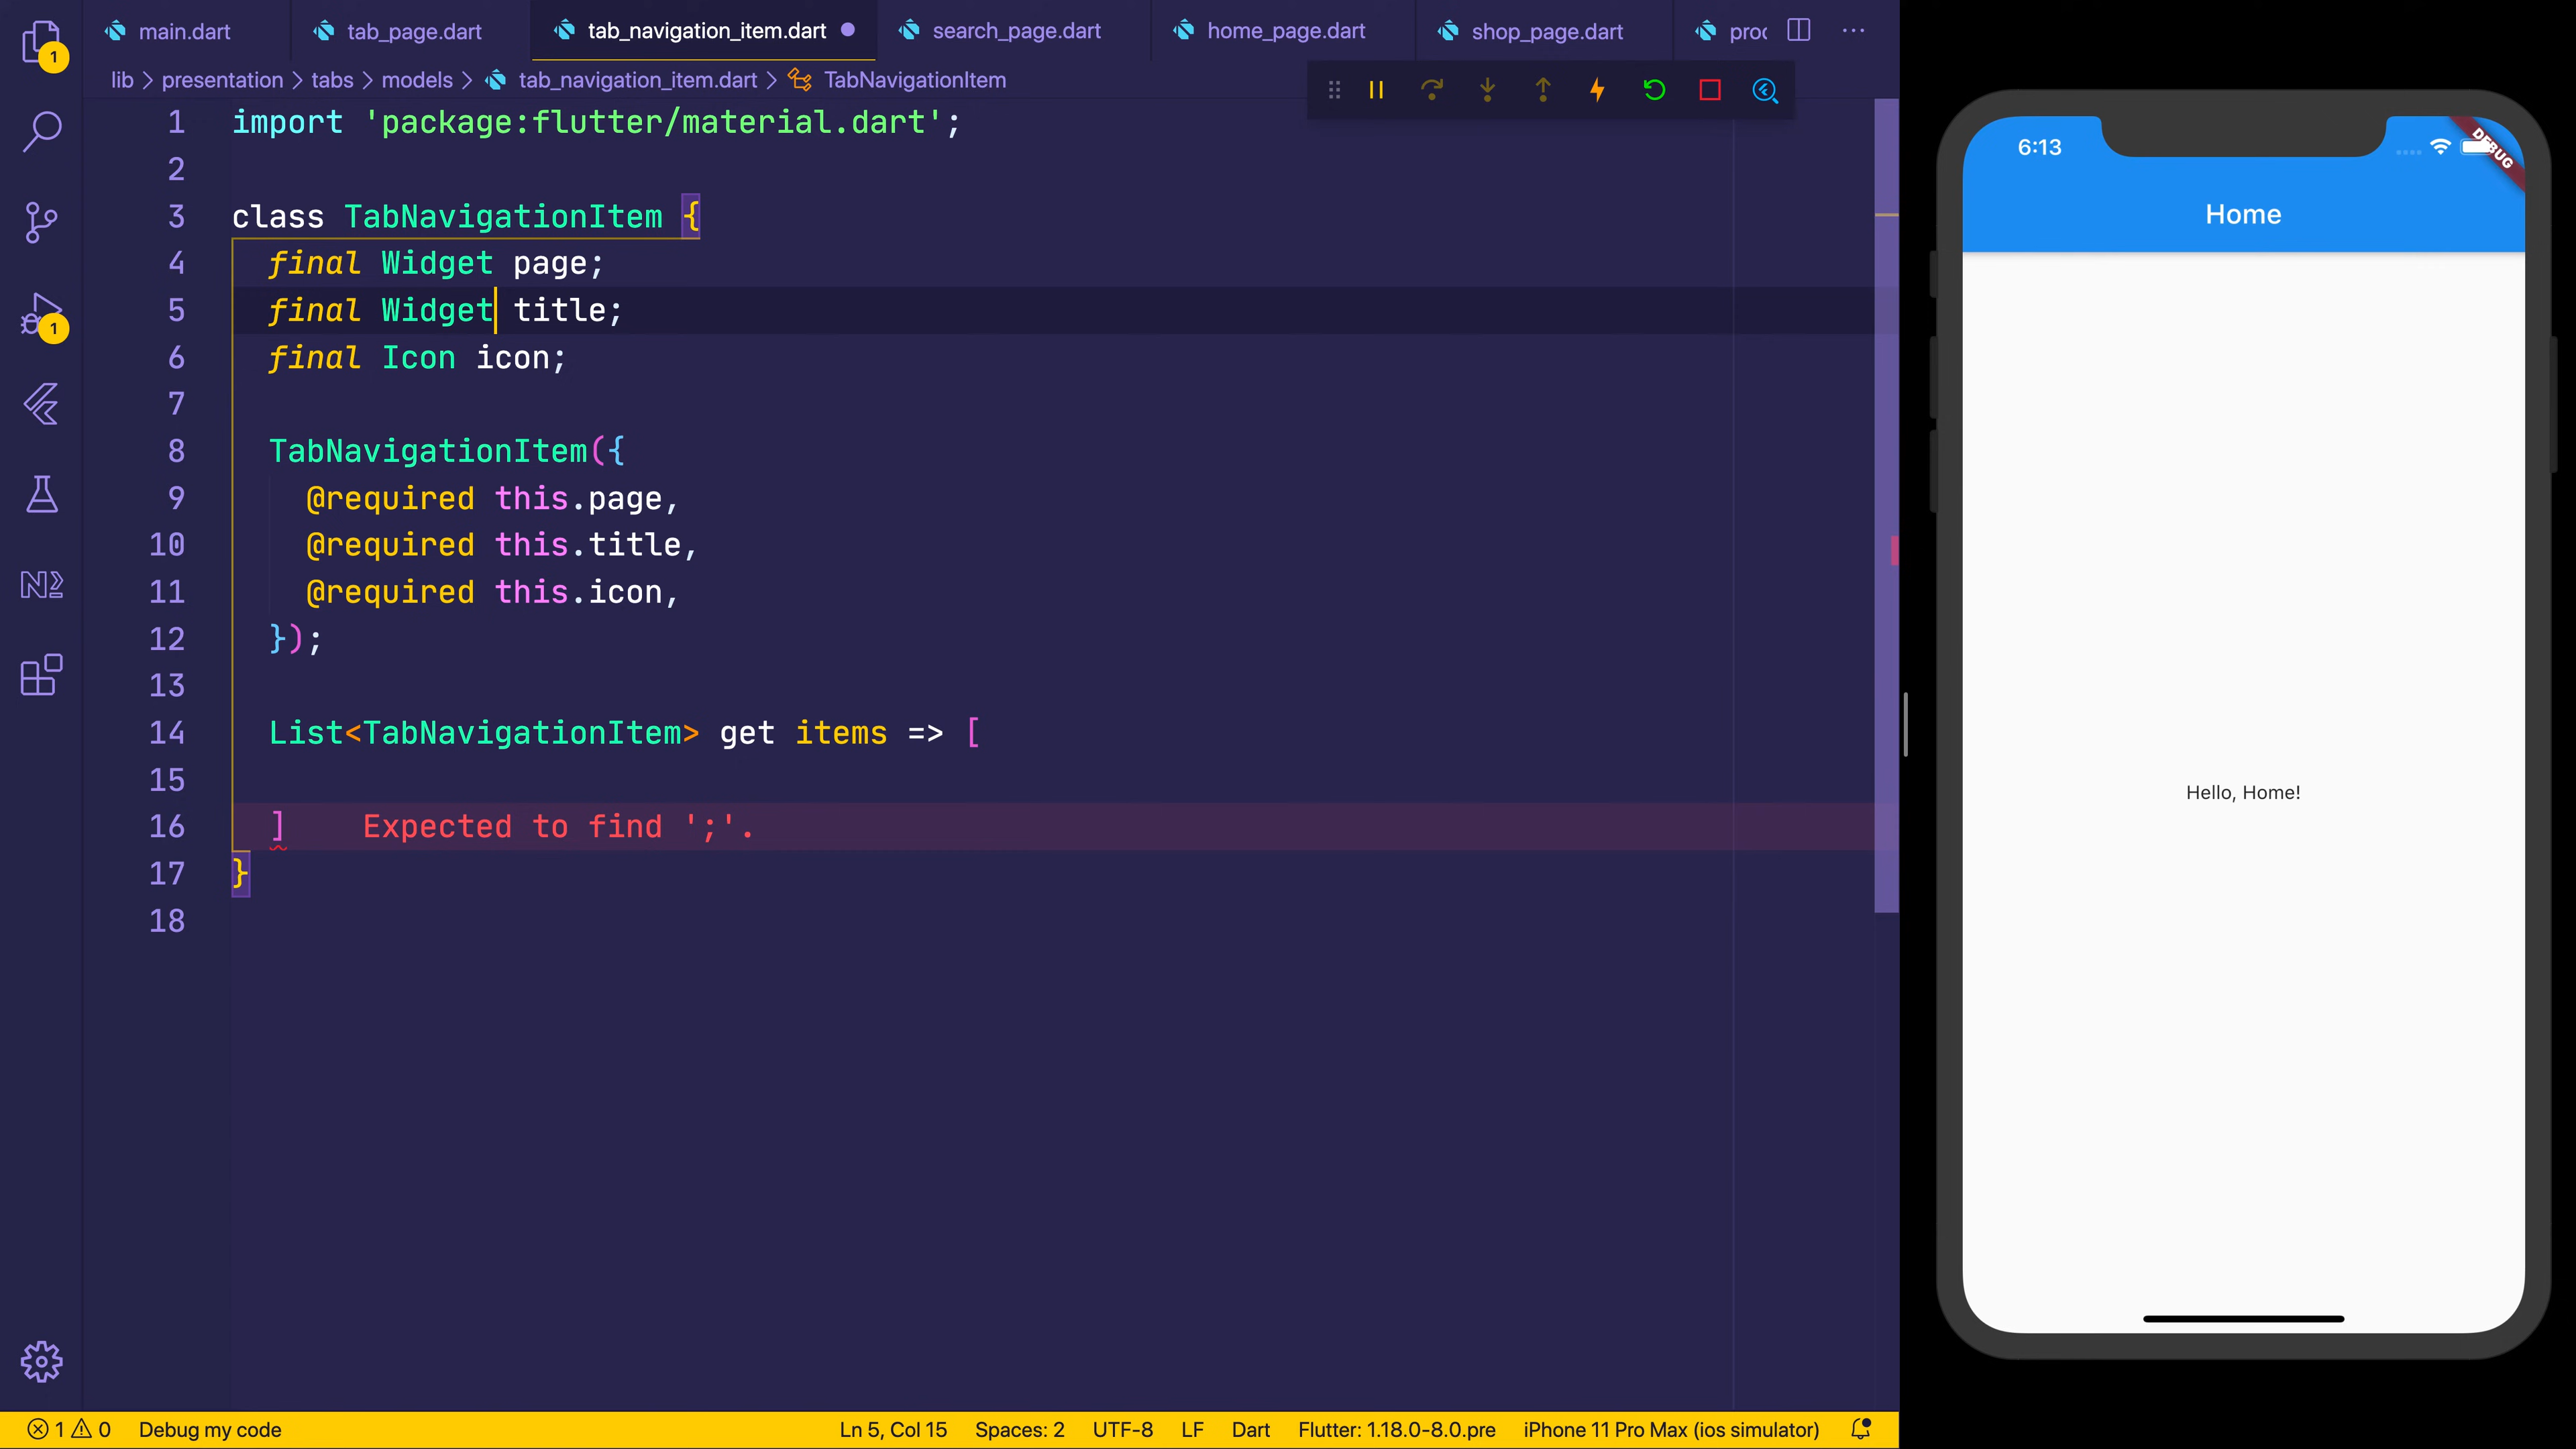 main.dart
tab_page.dart
tab_navigation_item.dart
search_page.dart
home_page.dart
shop_page.dart
lib > presentation > tabs > models > tab_navigation_item.dart > TabNavigationItem
1
1
1 import 'package:flutter/material.dart';
2
3 class TabNavigationItem {
4 final Widget page;
5 final Widget title;
6 final Icon icon;
7
8 TabNavigationItem({
9 @required this.page,
10 @required this.title,
11 @required this.icon,
12 });
13
14 List<TabNavigationItem> get items => [
15
16 ] Expected to find ';'.
17 }
18
1 0 Debug my code Ln 5, Col 15 Spaces: 2 UTF-8 LF Dart Flutter: 1.18.0-8.0.pre iPhone 11 Pro Max (ios simulator)
6:13
DEBUG
Home
Hello, Home!